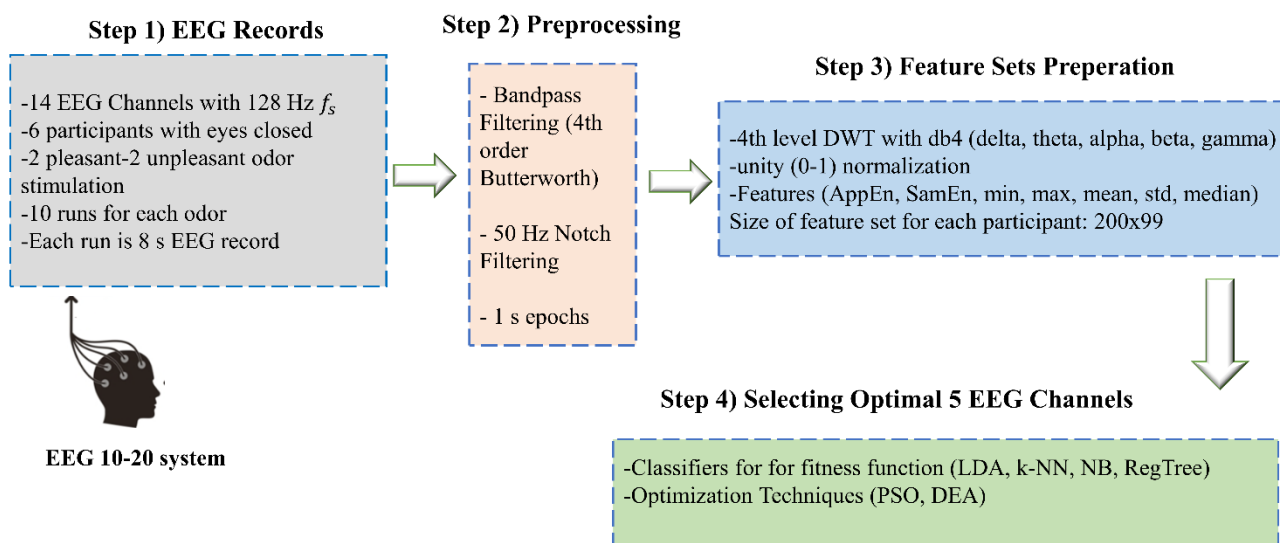 Step 1) EEG Records
-14 EEG Channels with 128 Hz fₛ
-6 participants with eyes closed
-2 pleasant-2 unpleasant odor
stimulation
-10 runs for each odor
-Each run is 8 s EEG record
EEG 10-20 system
Step 2) Preprocessing
- Bandpass
Filtering (4th
order
Butterworth)
- 50 Hz Notch
Filtering
- 1 s epochs
Step 3) Feature Sets Preperation
-4th level DWT with db4 (delta, theta, alpha, beta, gamma)
-unity (0-1) normalization
-Features (AppEn, SamEn, min, max, mean, std, median)
Size of feature set for each participant: 200x99
Step 4) Selecting Optimal 5 EEG Channels
-Classifiers for for fitness function (LDA, k-NN, NB, RegTree)
-Optimization Techniques (PSO, DEA)